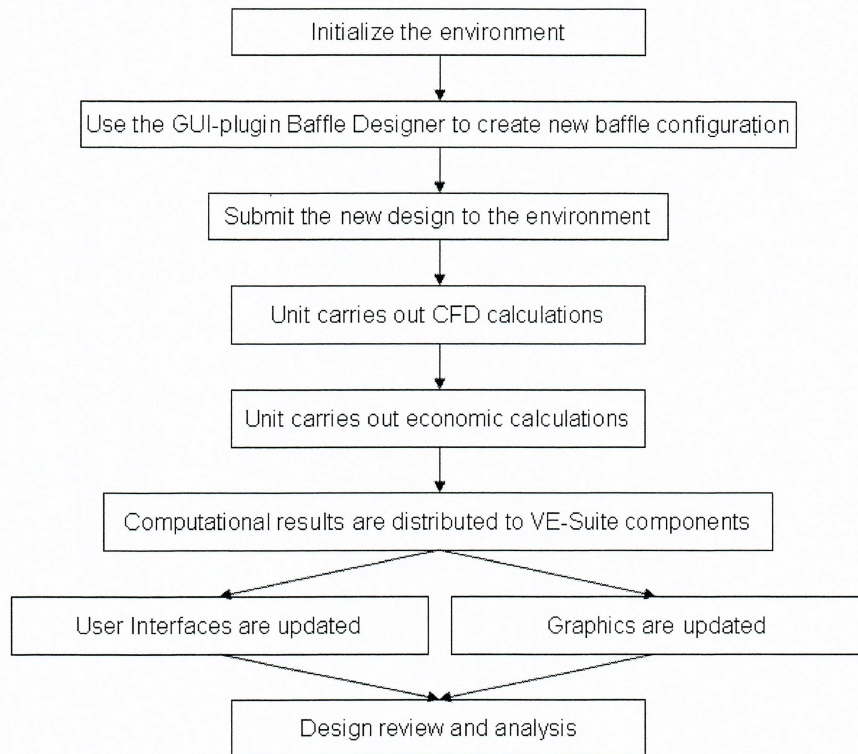 Initialize the environment
Use the GUI-plugin Baffle Designer to create new baffle configuration
Submit the new design to the environment
Unit carries out CFD calculations
Unit carries out economic calculations
Computational results are distributed to VE-Suite components
User Interfaces are updated
Graphics are updated
Design review and analysis